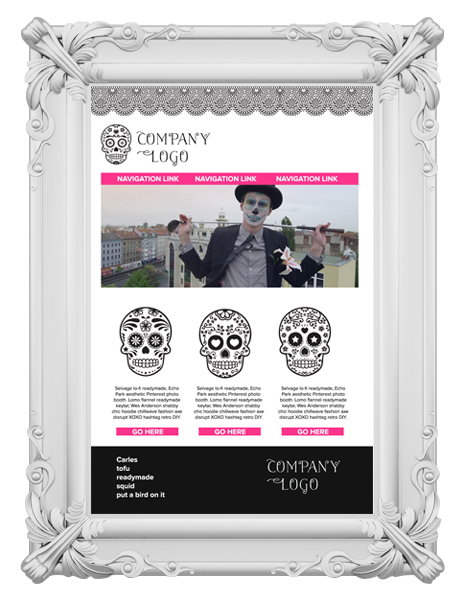 COMPANY
LOGO
NAVIGATION LINK NAVIGATION LINK NAVIGATION LINK
Selvage lo-fi readymade, Echo
Park aesthetic Pinterest photo
booth. Lomo flannel readymade
keytar, Wes Anderson shabby
chic hoodie chillwave fashion axe
disrupt XOXO hashtag retro DIY.
GO HERE
Selvage lo-fi readymade, Echo
Park aesthetic Pinterest photo
booth. Lomo flannel readymade
keytar, Wes Anderson shabby
chic hoodie chillwave fashion axe
disrupt XOXO hashtag retro DIY.
GO HERE
Selvage lo-fi readymade, Echo
Park aesthetic Pinterest photo
booth. Lomo flannel readymade
keytar, Wes Anderson shabby
chic hoodie chillwave fashion axe
disrupt XOXO hashtag retro DIY.
GO HERE
Carles
tofu
readymade
squid
put a bird on it
COMPANY
LOGO